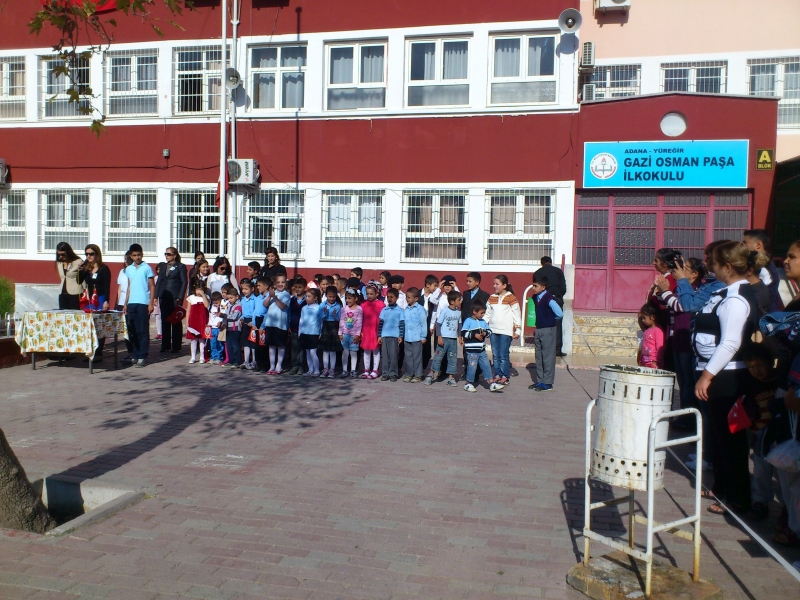 ADANA - YÜREĞİR
GAZİ OSMAN PAŞA
İLKOKULU
A
BLOK